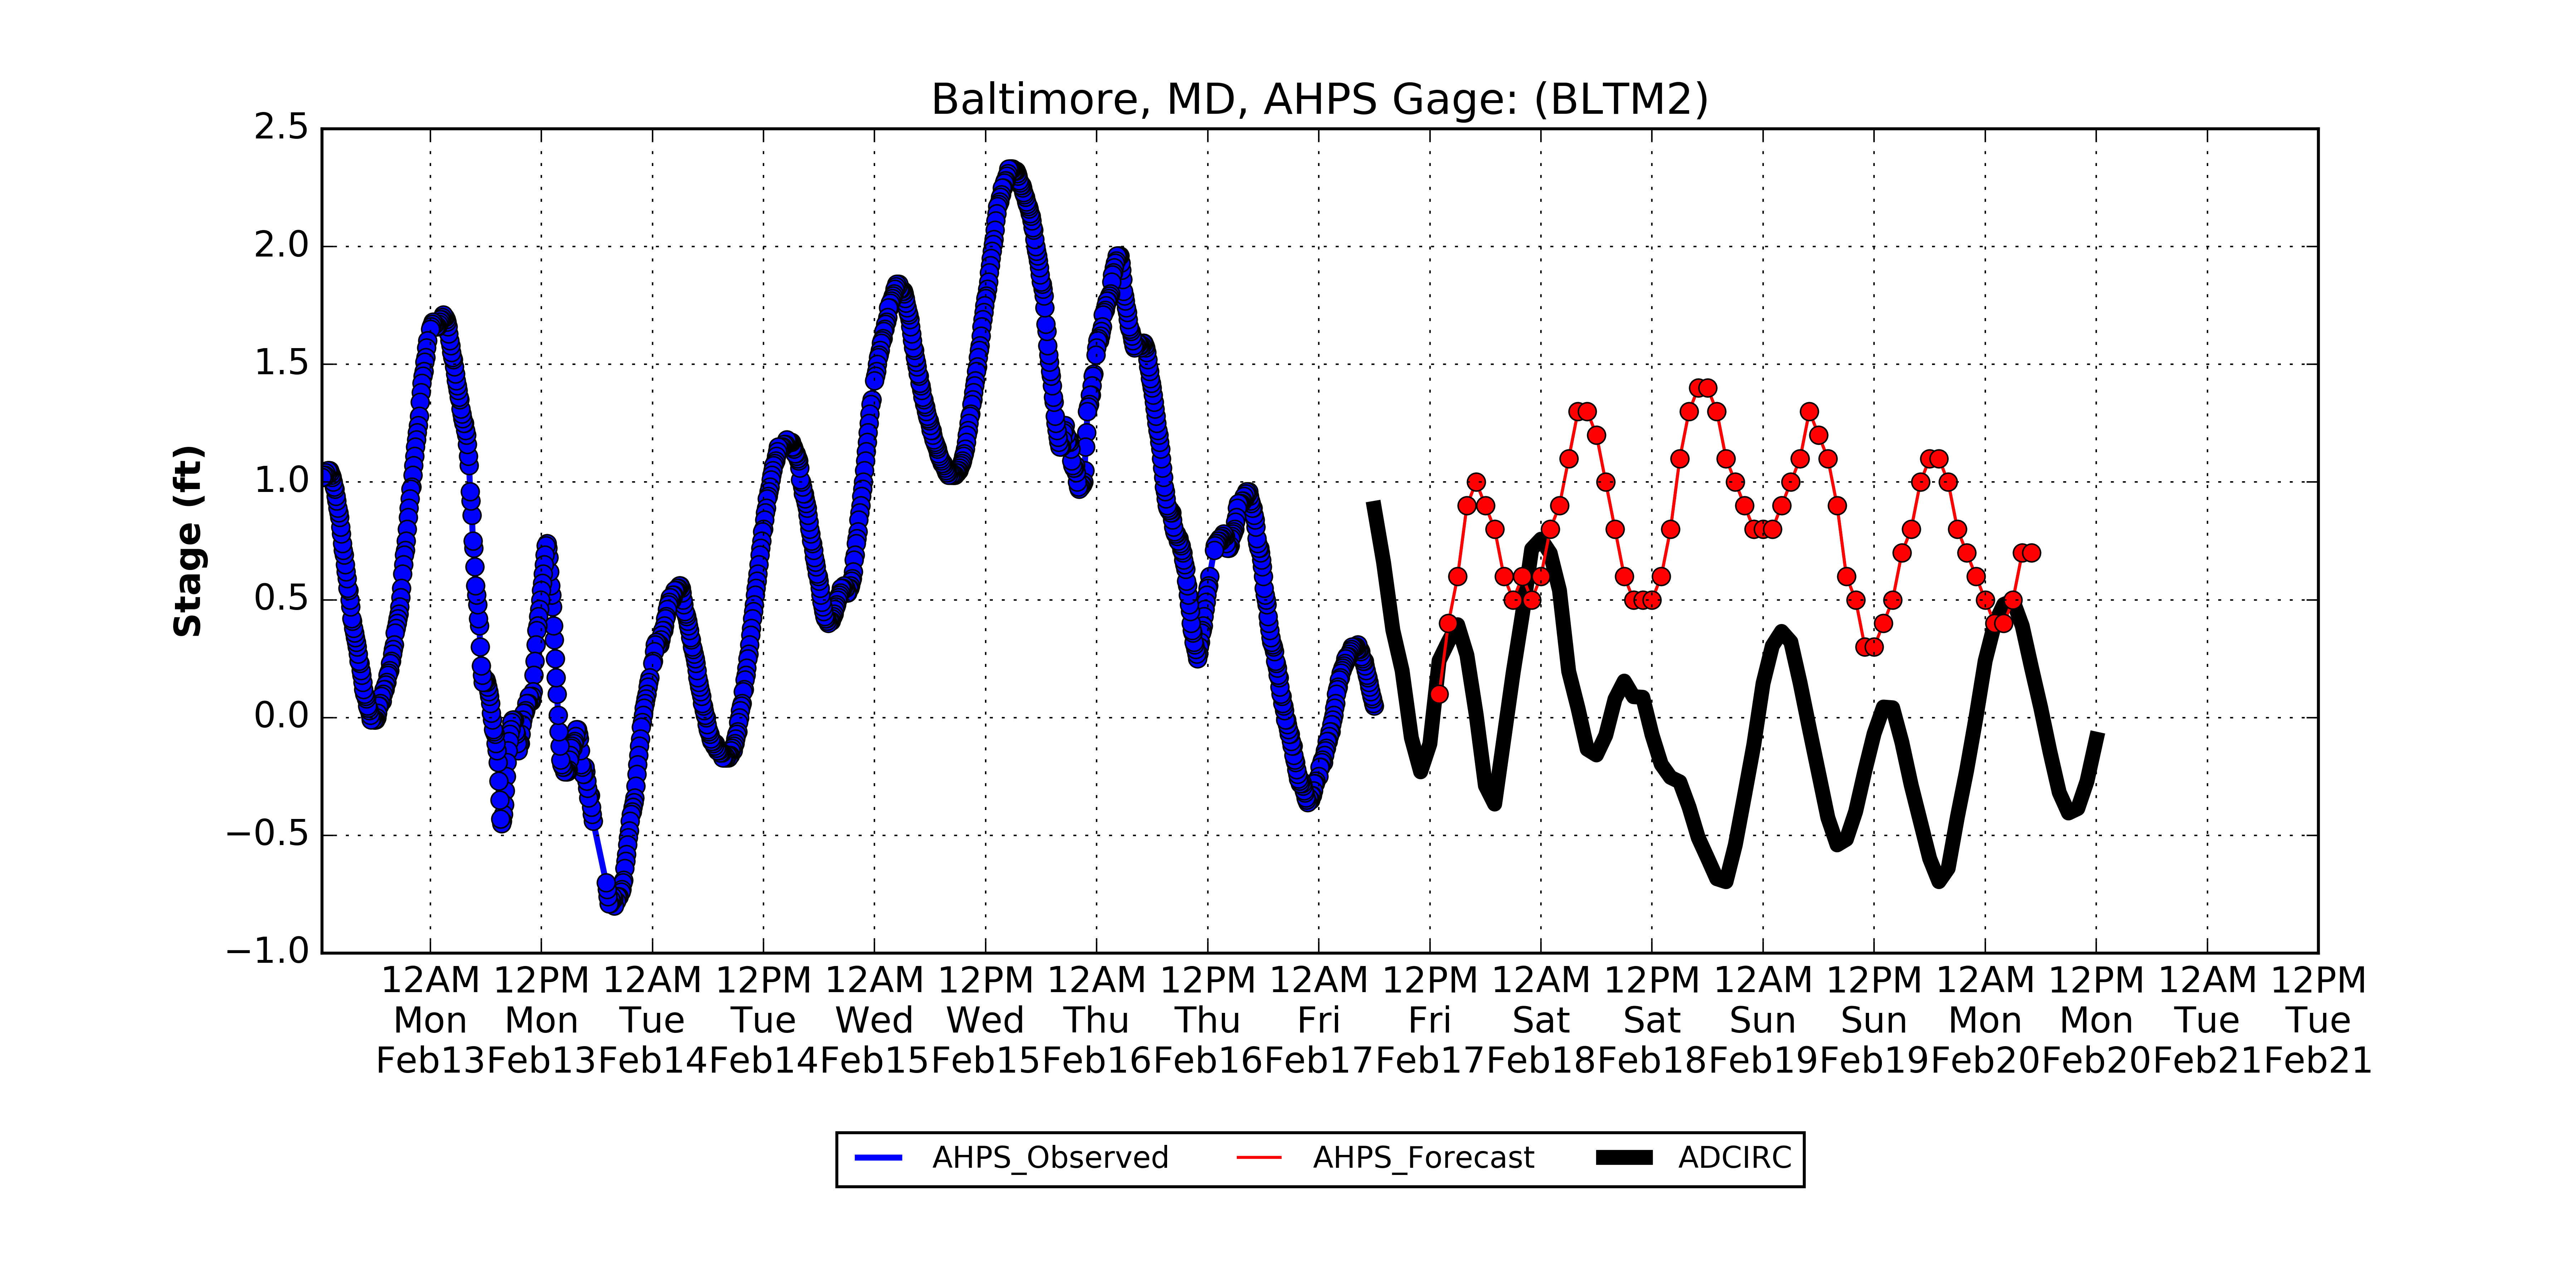 Baltimore, MD, AHPS Gage: (BLTM2)
2.5
2.0
1.5
1.0
0.5
0.0
−0.5
−1.0
Stage (ft)
12AM 12PM 12AM 12PM 12AM 12PM 12AM 12PM 12AM 12PM 12AM 12PM 12AM 12PM 12AM 12PM 12AM 12PM
Mon Mon Tue Tue Wed Wed Thu Thu Fri Fri Sat Sat Sun Sun Mon Mon Tue Tue
Feb13 Feb13 Feb14 Feb14 Feb15 Feb15 Feb16 Feb16 Feb17 Feb17 Feb18 Feb18 Feb19 Feb19 Feb20 Feb20 Feb21 Feb21
AHPS_Observed AHPS_Forecast ADCIRC